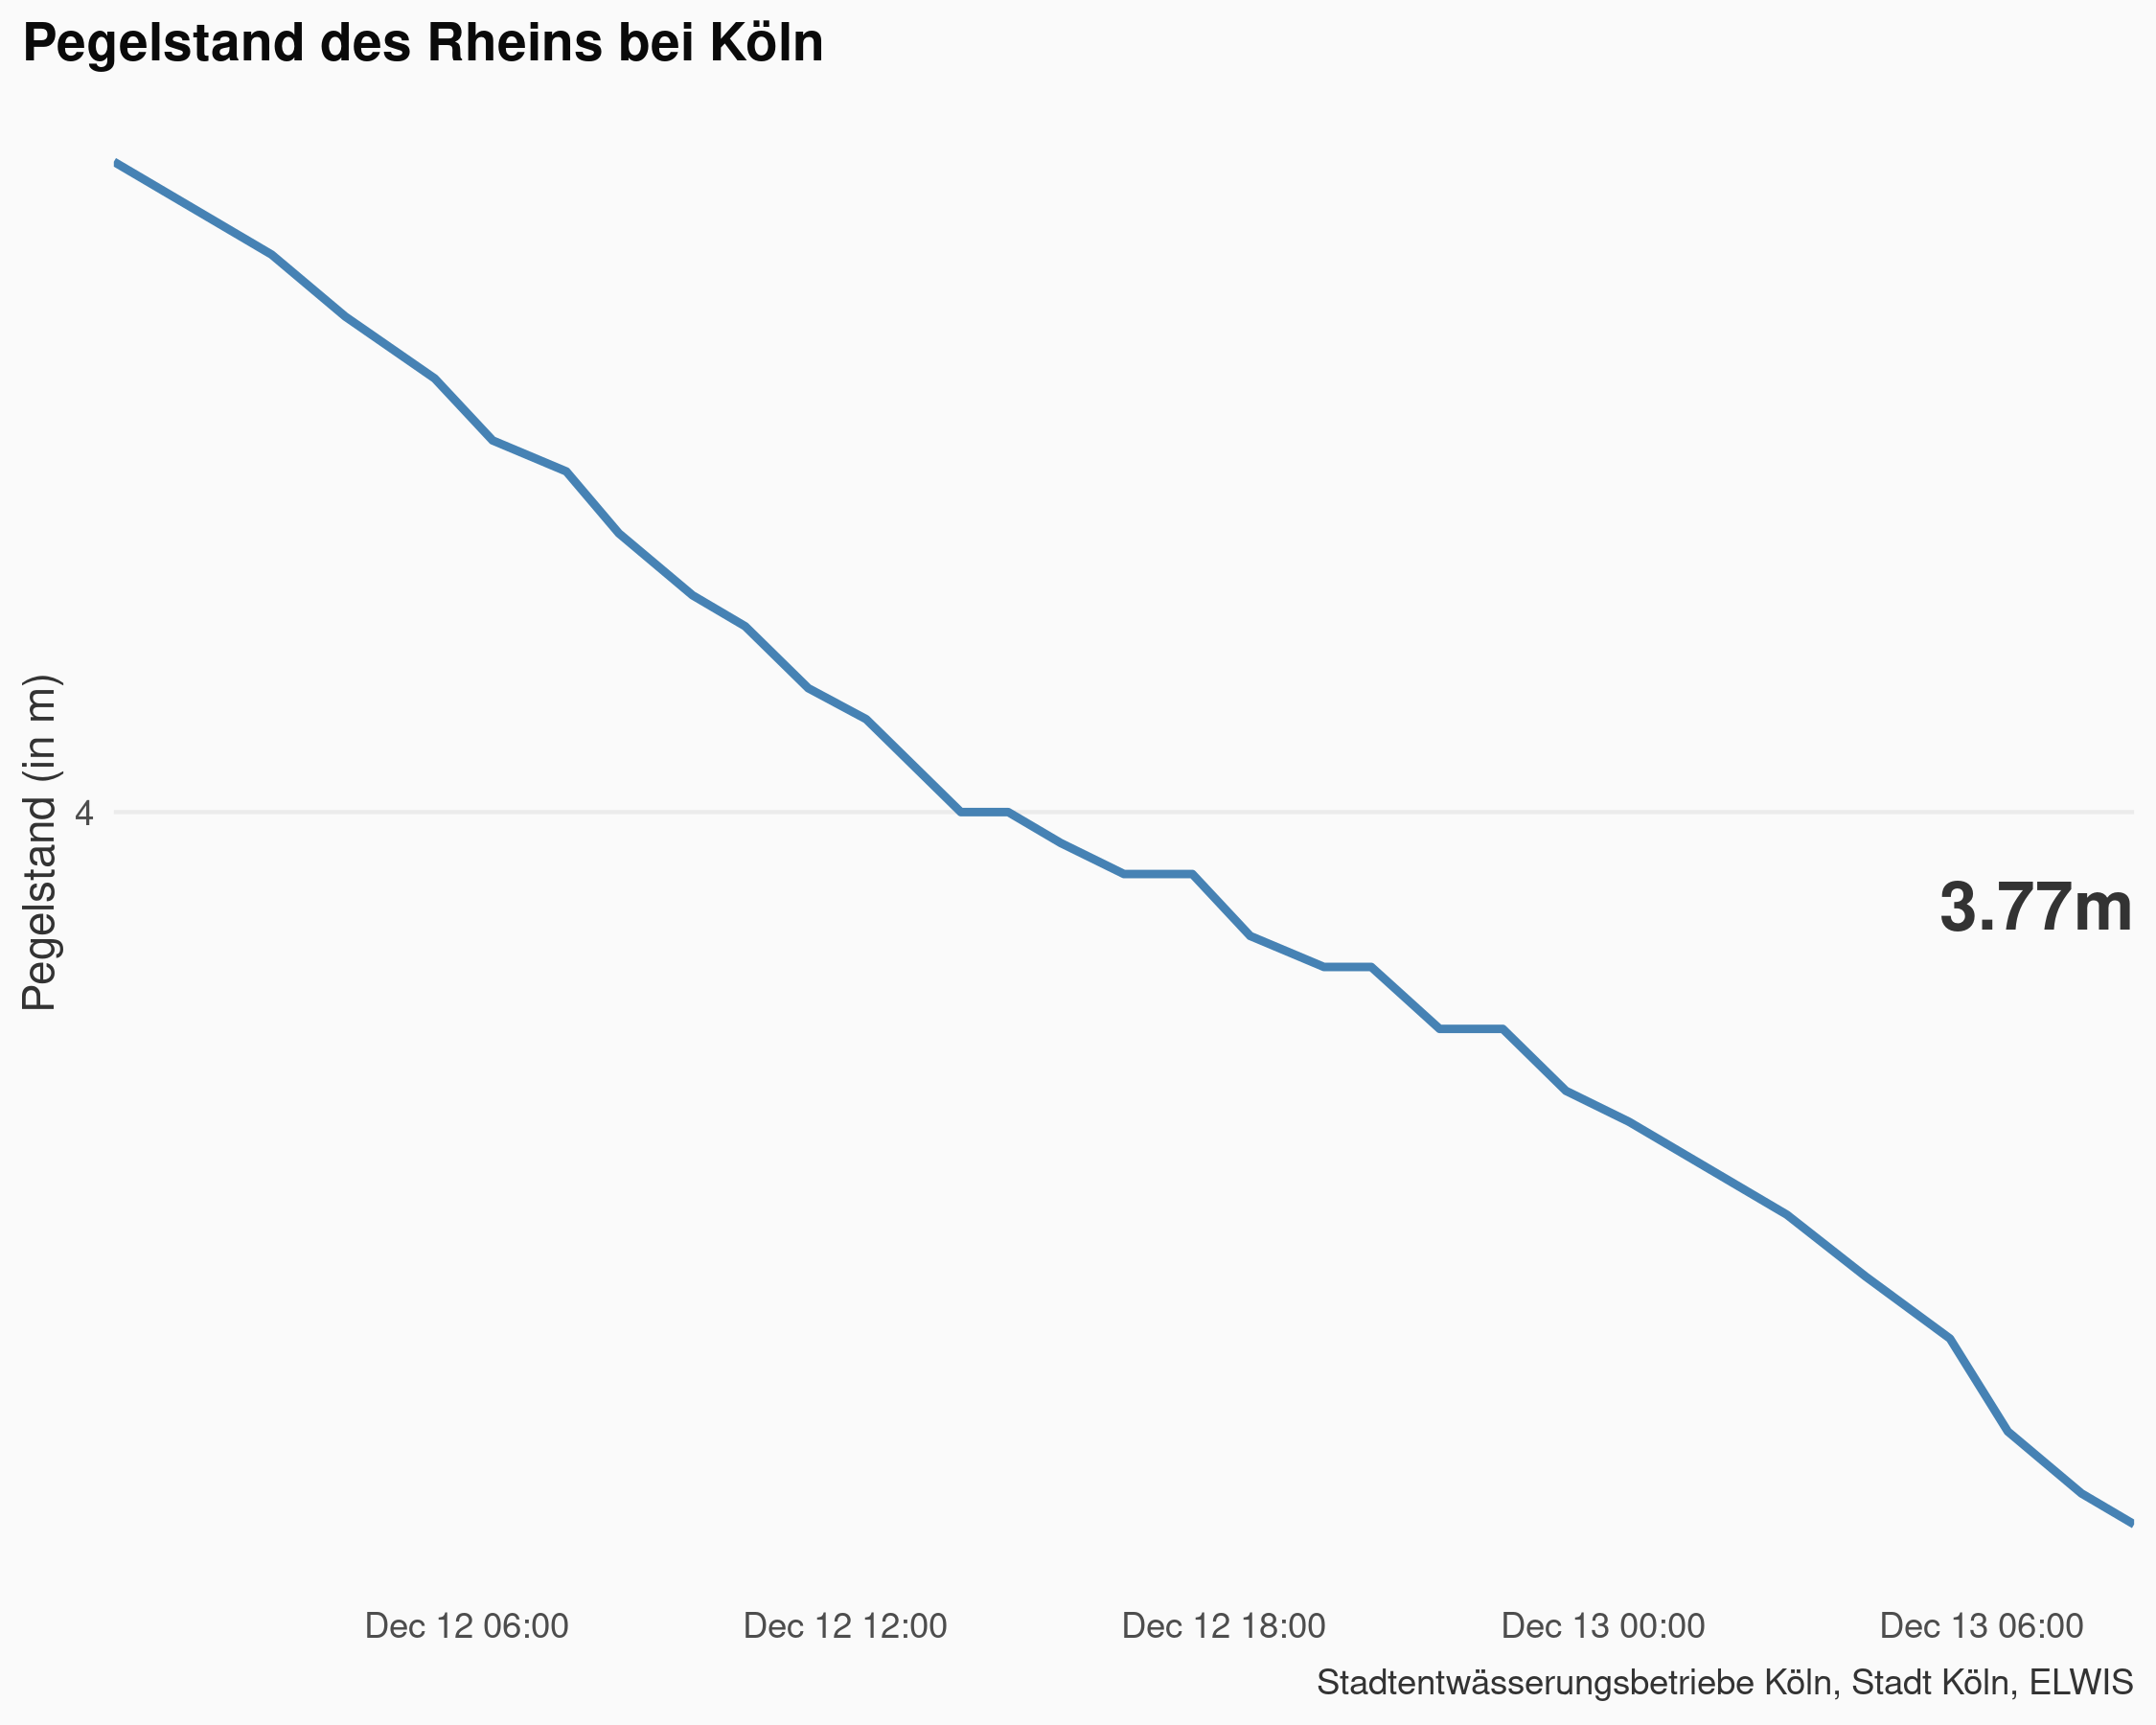 Pegelstand des Rheins bei Köln
Pegelstand (in m)
4
3.77m
Dec 12 06:00
Dec 12 12:00
Dec 12 18:00
Dec 13 00:00
Dec 13 06:00
Stadtentwässerungsbetriebe Köln, Stadt Köln, ELWIS